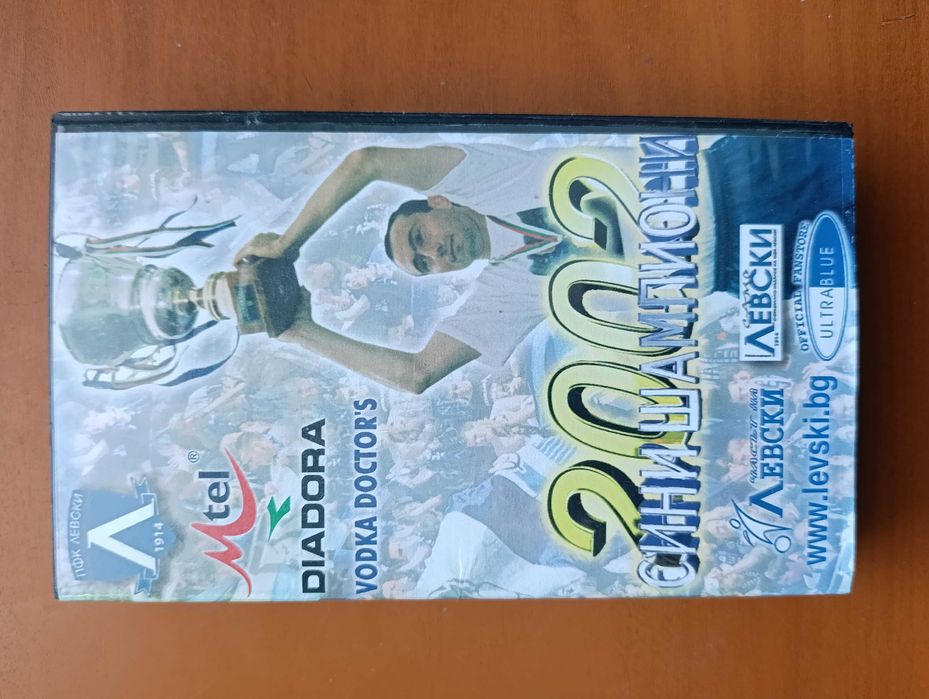 ПФК ЛЕВСКИ
Λ
1914
Mtel®
DIADORA
VODKA DOCTOR'S
2002
СИНИ ШАМПИОНИ
ЛЕВСКИ
само
ЛЕВСКИ
1914
OFFICIAL FANSTORE
ULTRABLUE
www.levski.bg